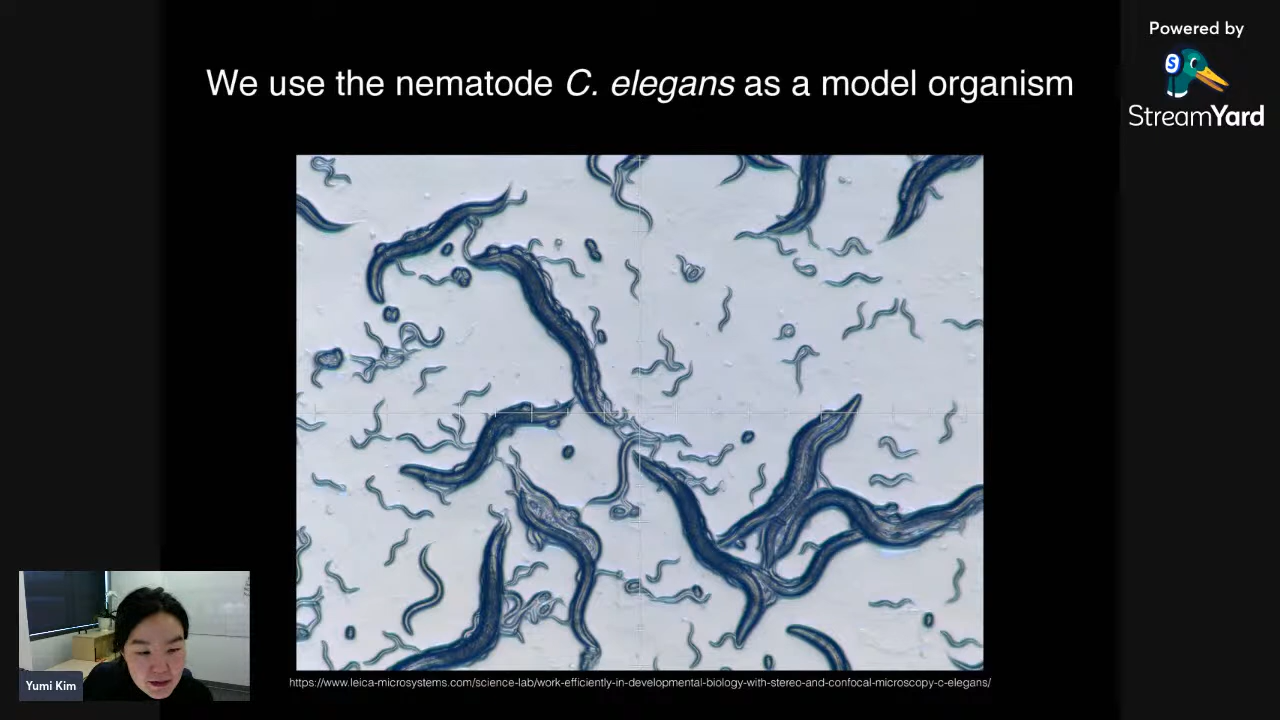 Powered by
StreamYard
We use the nematode C. elegans as a model organism
https://www.leica-microsystems.com/science-lab/work-efficiently-in-developmental-biology-with-stereo-and-confocal-microscopy-c-elegans/
Yumi Kim